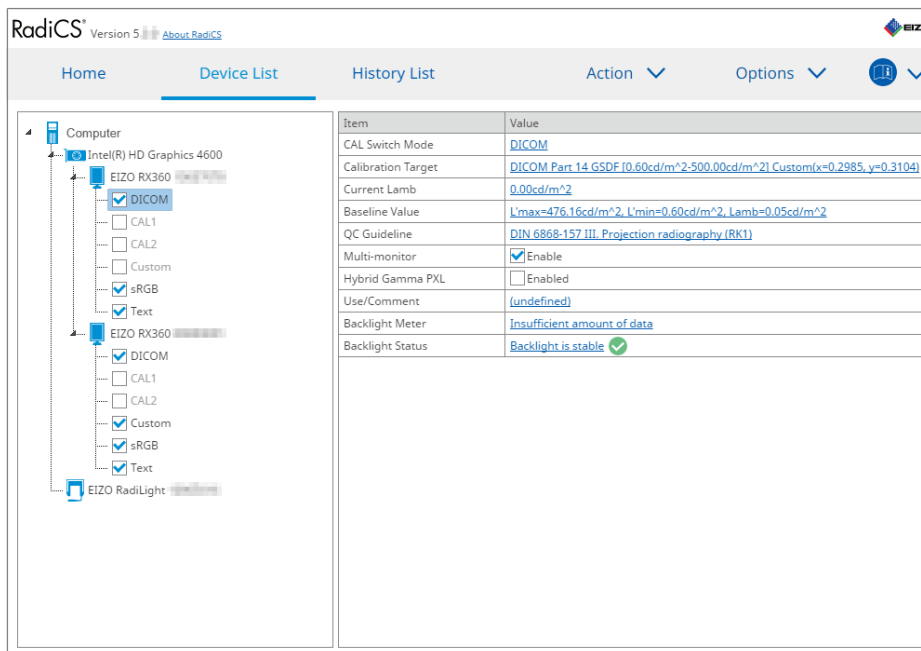 RadiCS® Version 5. About RadiCS EIZ
Home Device List History List Action Options
Computer
Intel(R) HD Graphics 4600
EIZO RX360
DICOM
CAL1
CAL2
Custom
sRGB
Text
EIZO RX360
DICOM
CAL1
CAL2
Custom
sRGB
Text
EIZO RadiLight
Item Value
CAL Switch Mode DICOM
Calibration Target DICOM Part 14 GSDF [0.60cd/m^2-500.00cd/m^2] Custom(x=0.2985, y=0.3104)
Current Lamb 0.00cd/m^2
Baseline Value L'max=476.16cd/m^2, L'min=0.60cd/m^2, Lamb=0.05cd/m^2
QC Guideline DIN 6868-157 III. Projection radiography (RK1)
Multi-monitor Enable
Hybrid Gamma PXL Enabled
Use/Comment (undefined)
Backlight Meter Insufficient amount of data
Backlight Status Backlight is stable